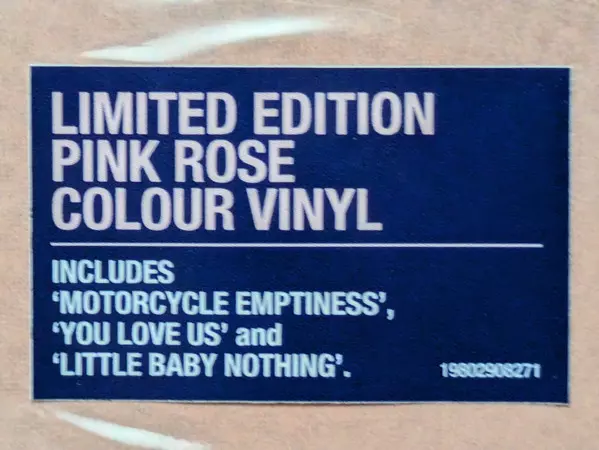 LIMITED EDITION
PINK ROSE
COLOUR VINYL
INCLUDES
‘MOTORCYCLE EMPTINESS’,
‘YOU LOVE US’ and
‘LITTLE BABY NOTHING’.
19802908271